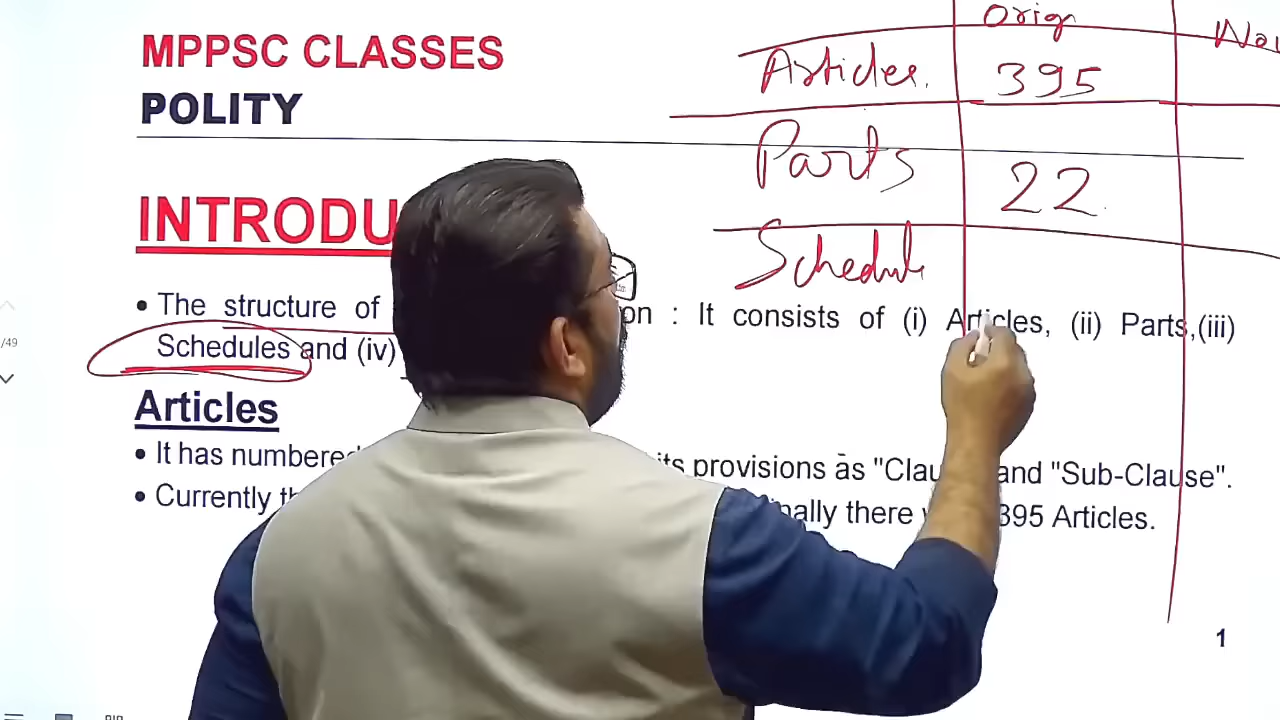 MPPSC CLASSES
POLITY
Orig
Articles. 395
Parts 22
Schedule
INTRODU
• The structure of on : It consists of (i) Articles, (ii) Parts,(iii)
Schedules and (iv)
Articles
• It has numbered its provisions as "Clau and "Sub-Clause".
• Currently th nally there 395 Articles.
/49
1